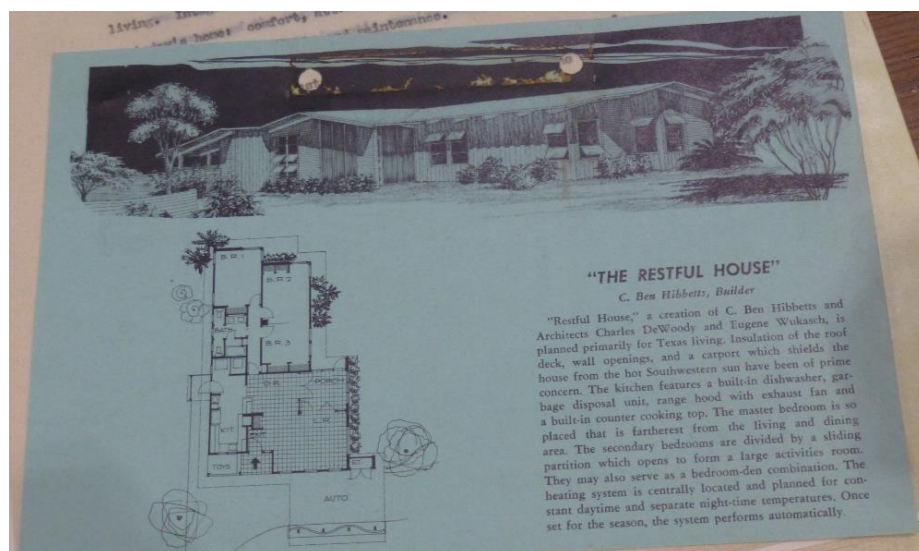 living.
home; comfort,
maintenance.
B.R.1
B.R.2
BATH
B.R.3
D.R.
PORCH
L.R.
KIT.
TOYS
AUTO
"THE RESTFUL HOUSE"
C. Ben Hibbetts, Builder
"Restful House," a creation of C. Ben Hibbetts and
Architects Charles DeWoody and Eugene Wukasch, is
planned primarily for Texas living. Insulation of the roof
deck, wall openings, and a carport which shields the
house from the hot Southwestern sun have been of prime
concern. The kitchen features a built-in dishwasher, gar-
bage disposal unit, range hood with exhaust fan and
a built-in counter cooking top. The master bedroom is so
placed that is fartherest from the living and dining
area. The secondary bedrooms are divided by a sliding
partition which opens to form a large activities room.
They may also serve as a bedroom-den combination. The
heating system is centrally located and planned for con-
stant daytime and separate night-time temperatures. Once
set for the season, the system performs automatically.